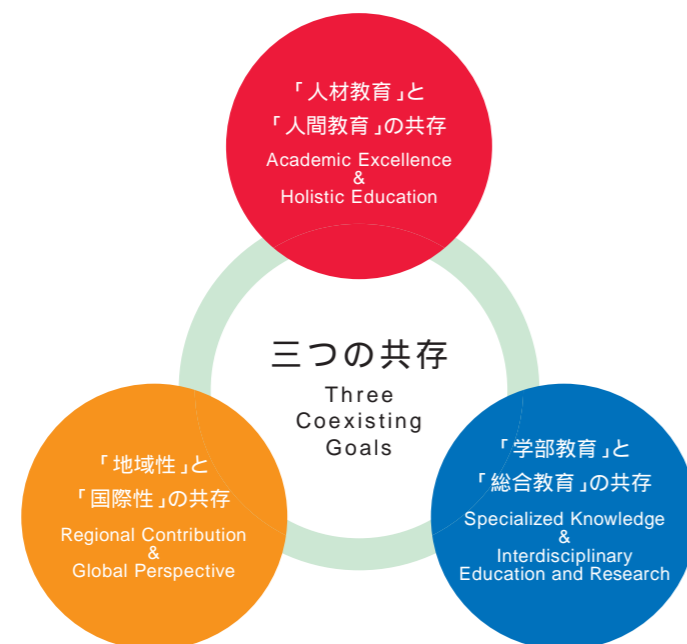 「人材教育」と
「人間教育」の共存
Academic Excellence
&
Holistic Education
三つの共存
Three
Coexisting
Goals
「地域性」と
「国際性」の共存
Regional Contribution
&
Global Perspective
「学部教育」と
「総合教育」の共存
Specialized Knowledge
&
Interdisciplinary
Education and Research